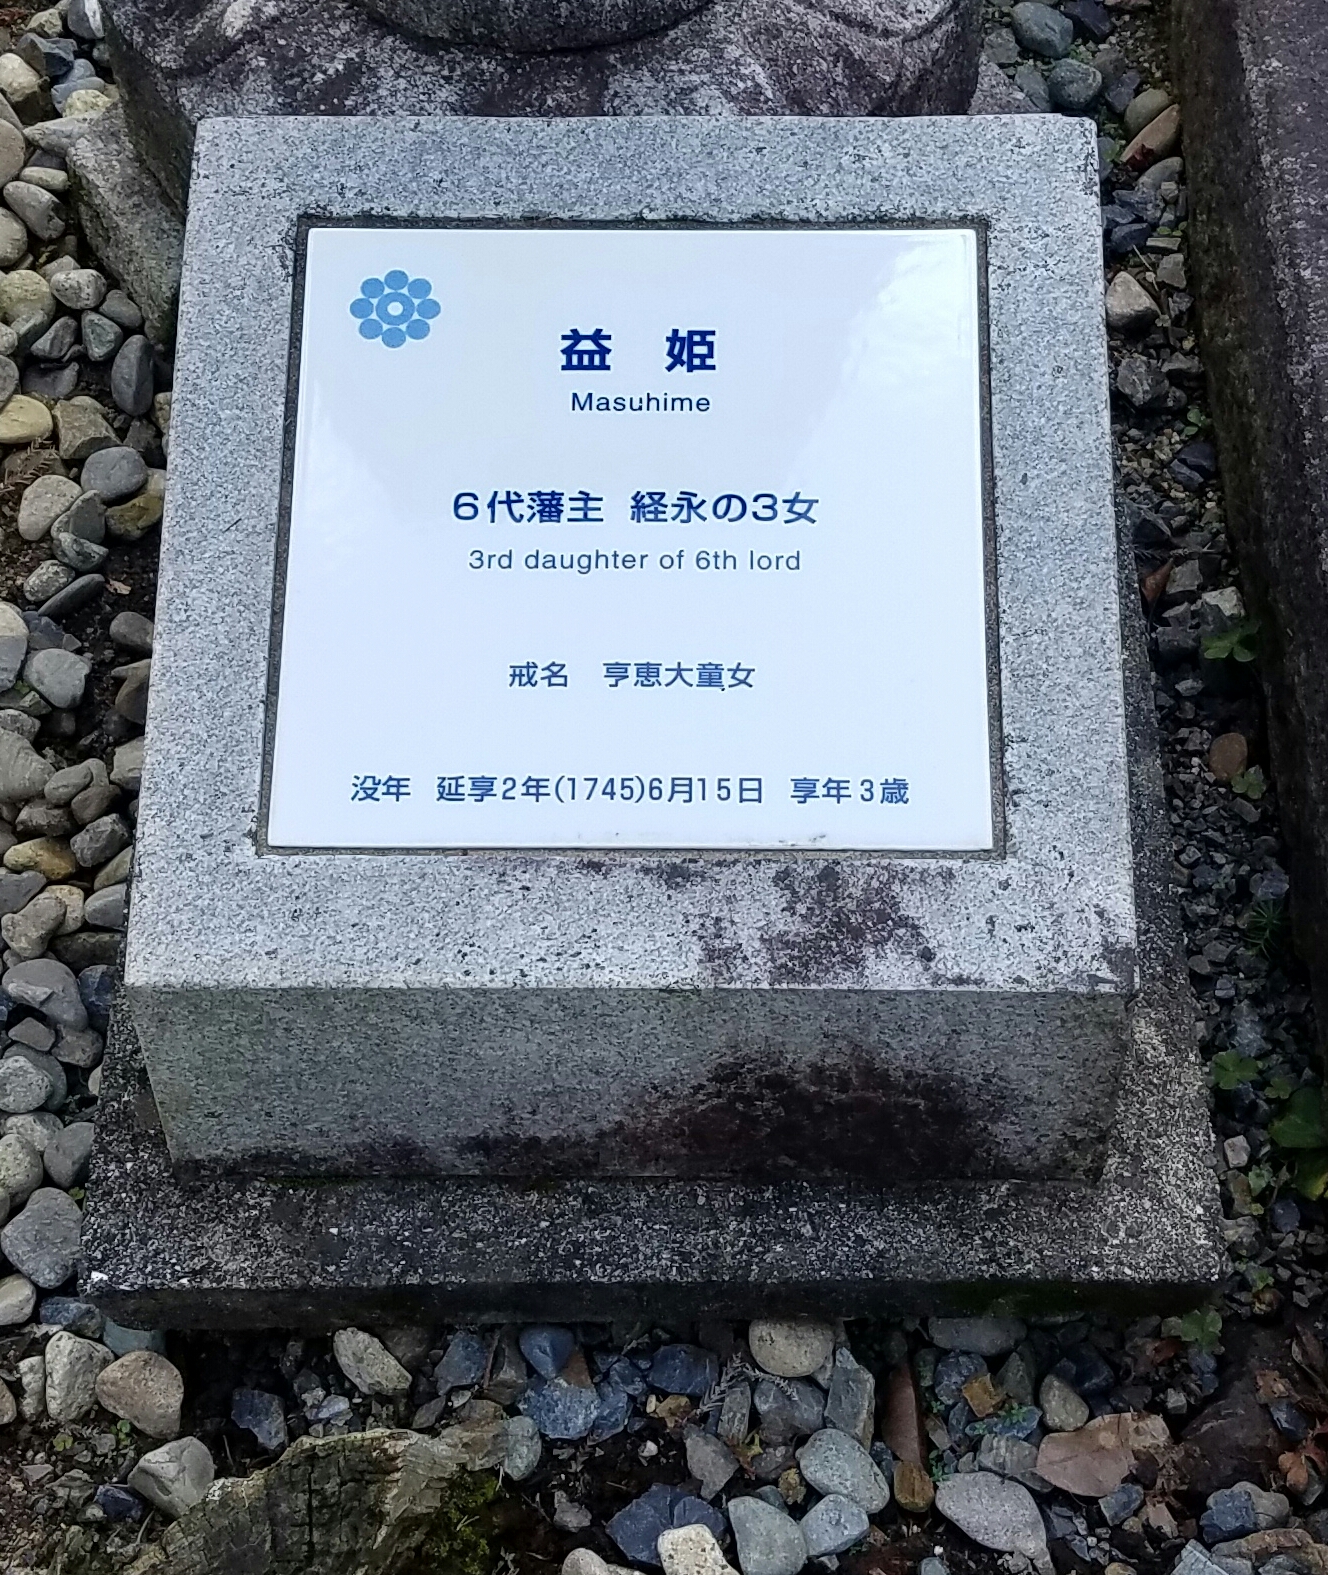 益 姫
Masuhime
6代藩主 経永の3女
3rd daughter of 6th lord
戒名 亨恵大童女
没年 延享2年(1745)6月15日 享年3歳